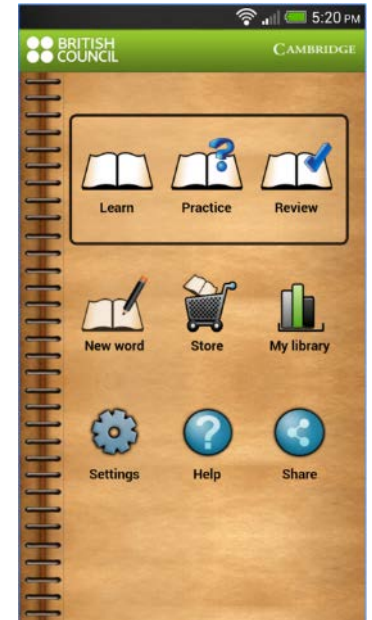 5:20 PM
BRITISH
COUNCIL
CAMBRIDGE
Learn Practice Review
New word Store My library
Settings Help Share